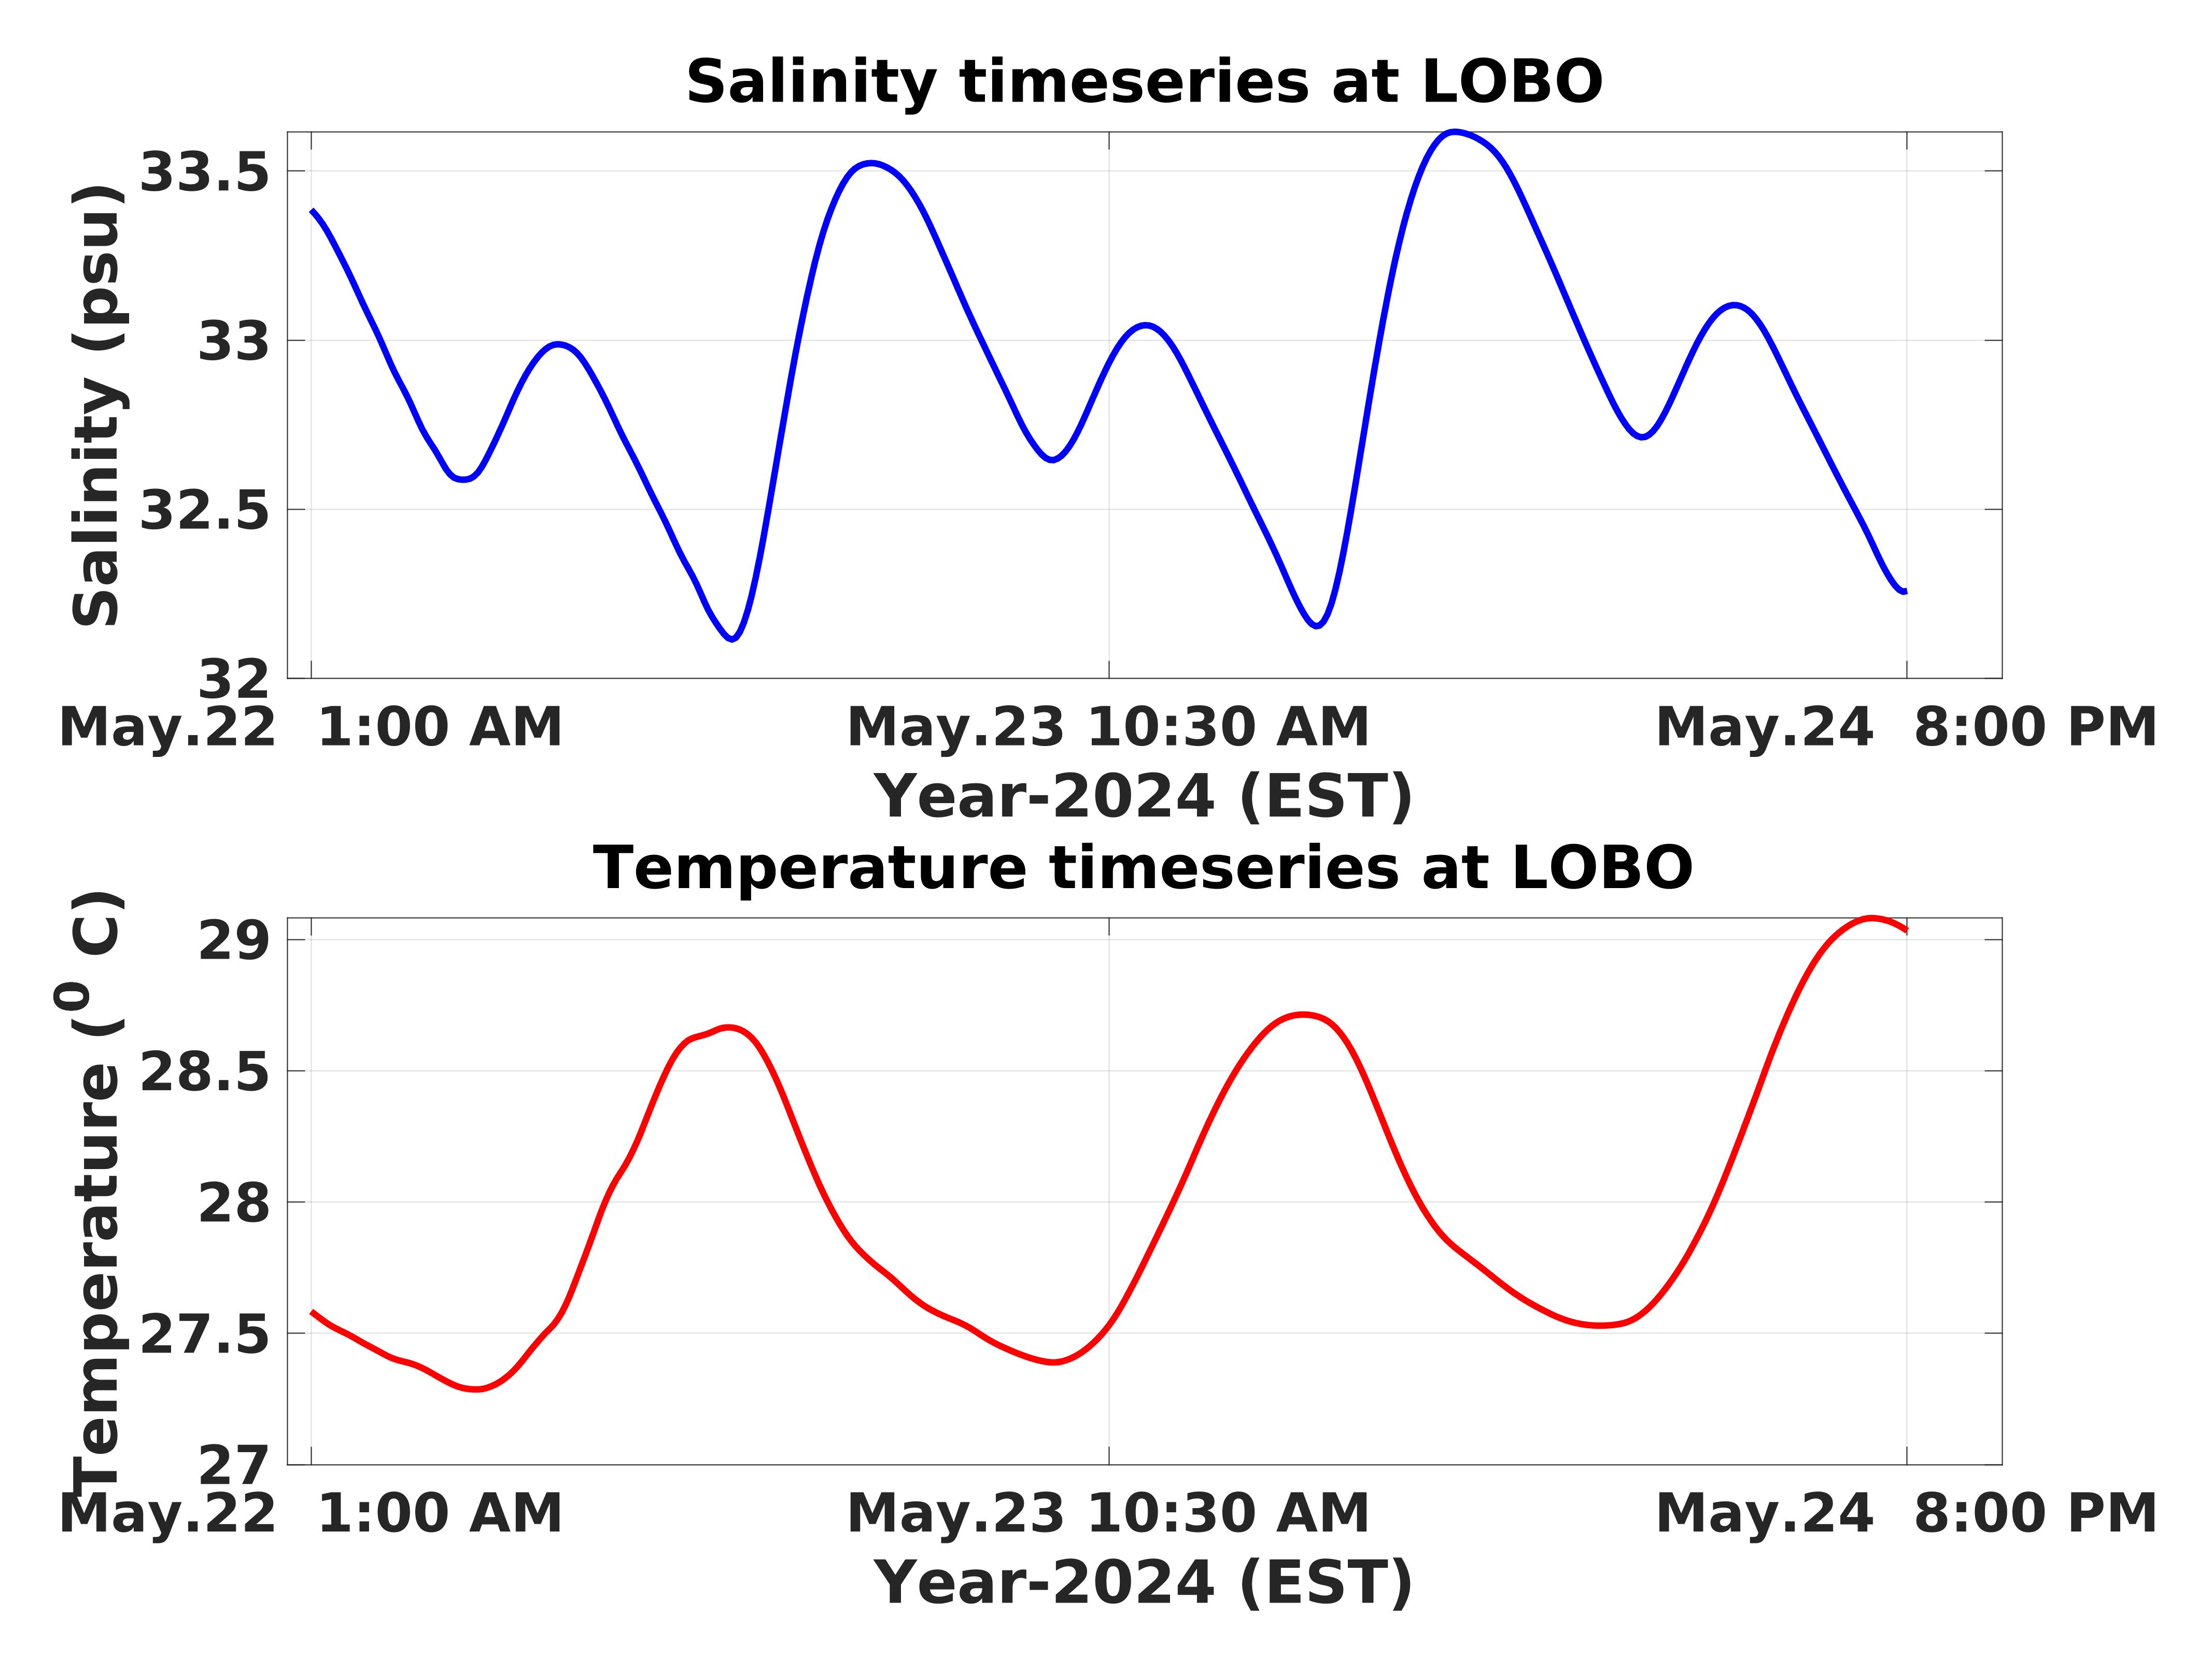 Salinity timeseries at LOBO
Salinity (psu)
33.5
33
32.5
32
May.22  1:00 AM
May.23 10:30 AM
May.24  8:00 PM
Year-2024 (EST)
Temperature timeseries at LOBO
Temperature (⁰ C)
29
28.5
28
27.5
27
May.22  1:00 AM
May.23 10:30 AM
May.24  8:00 PM
Year-2024 (EST)